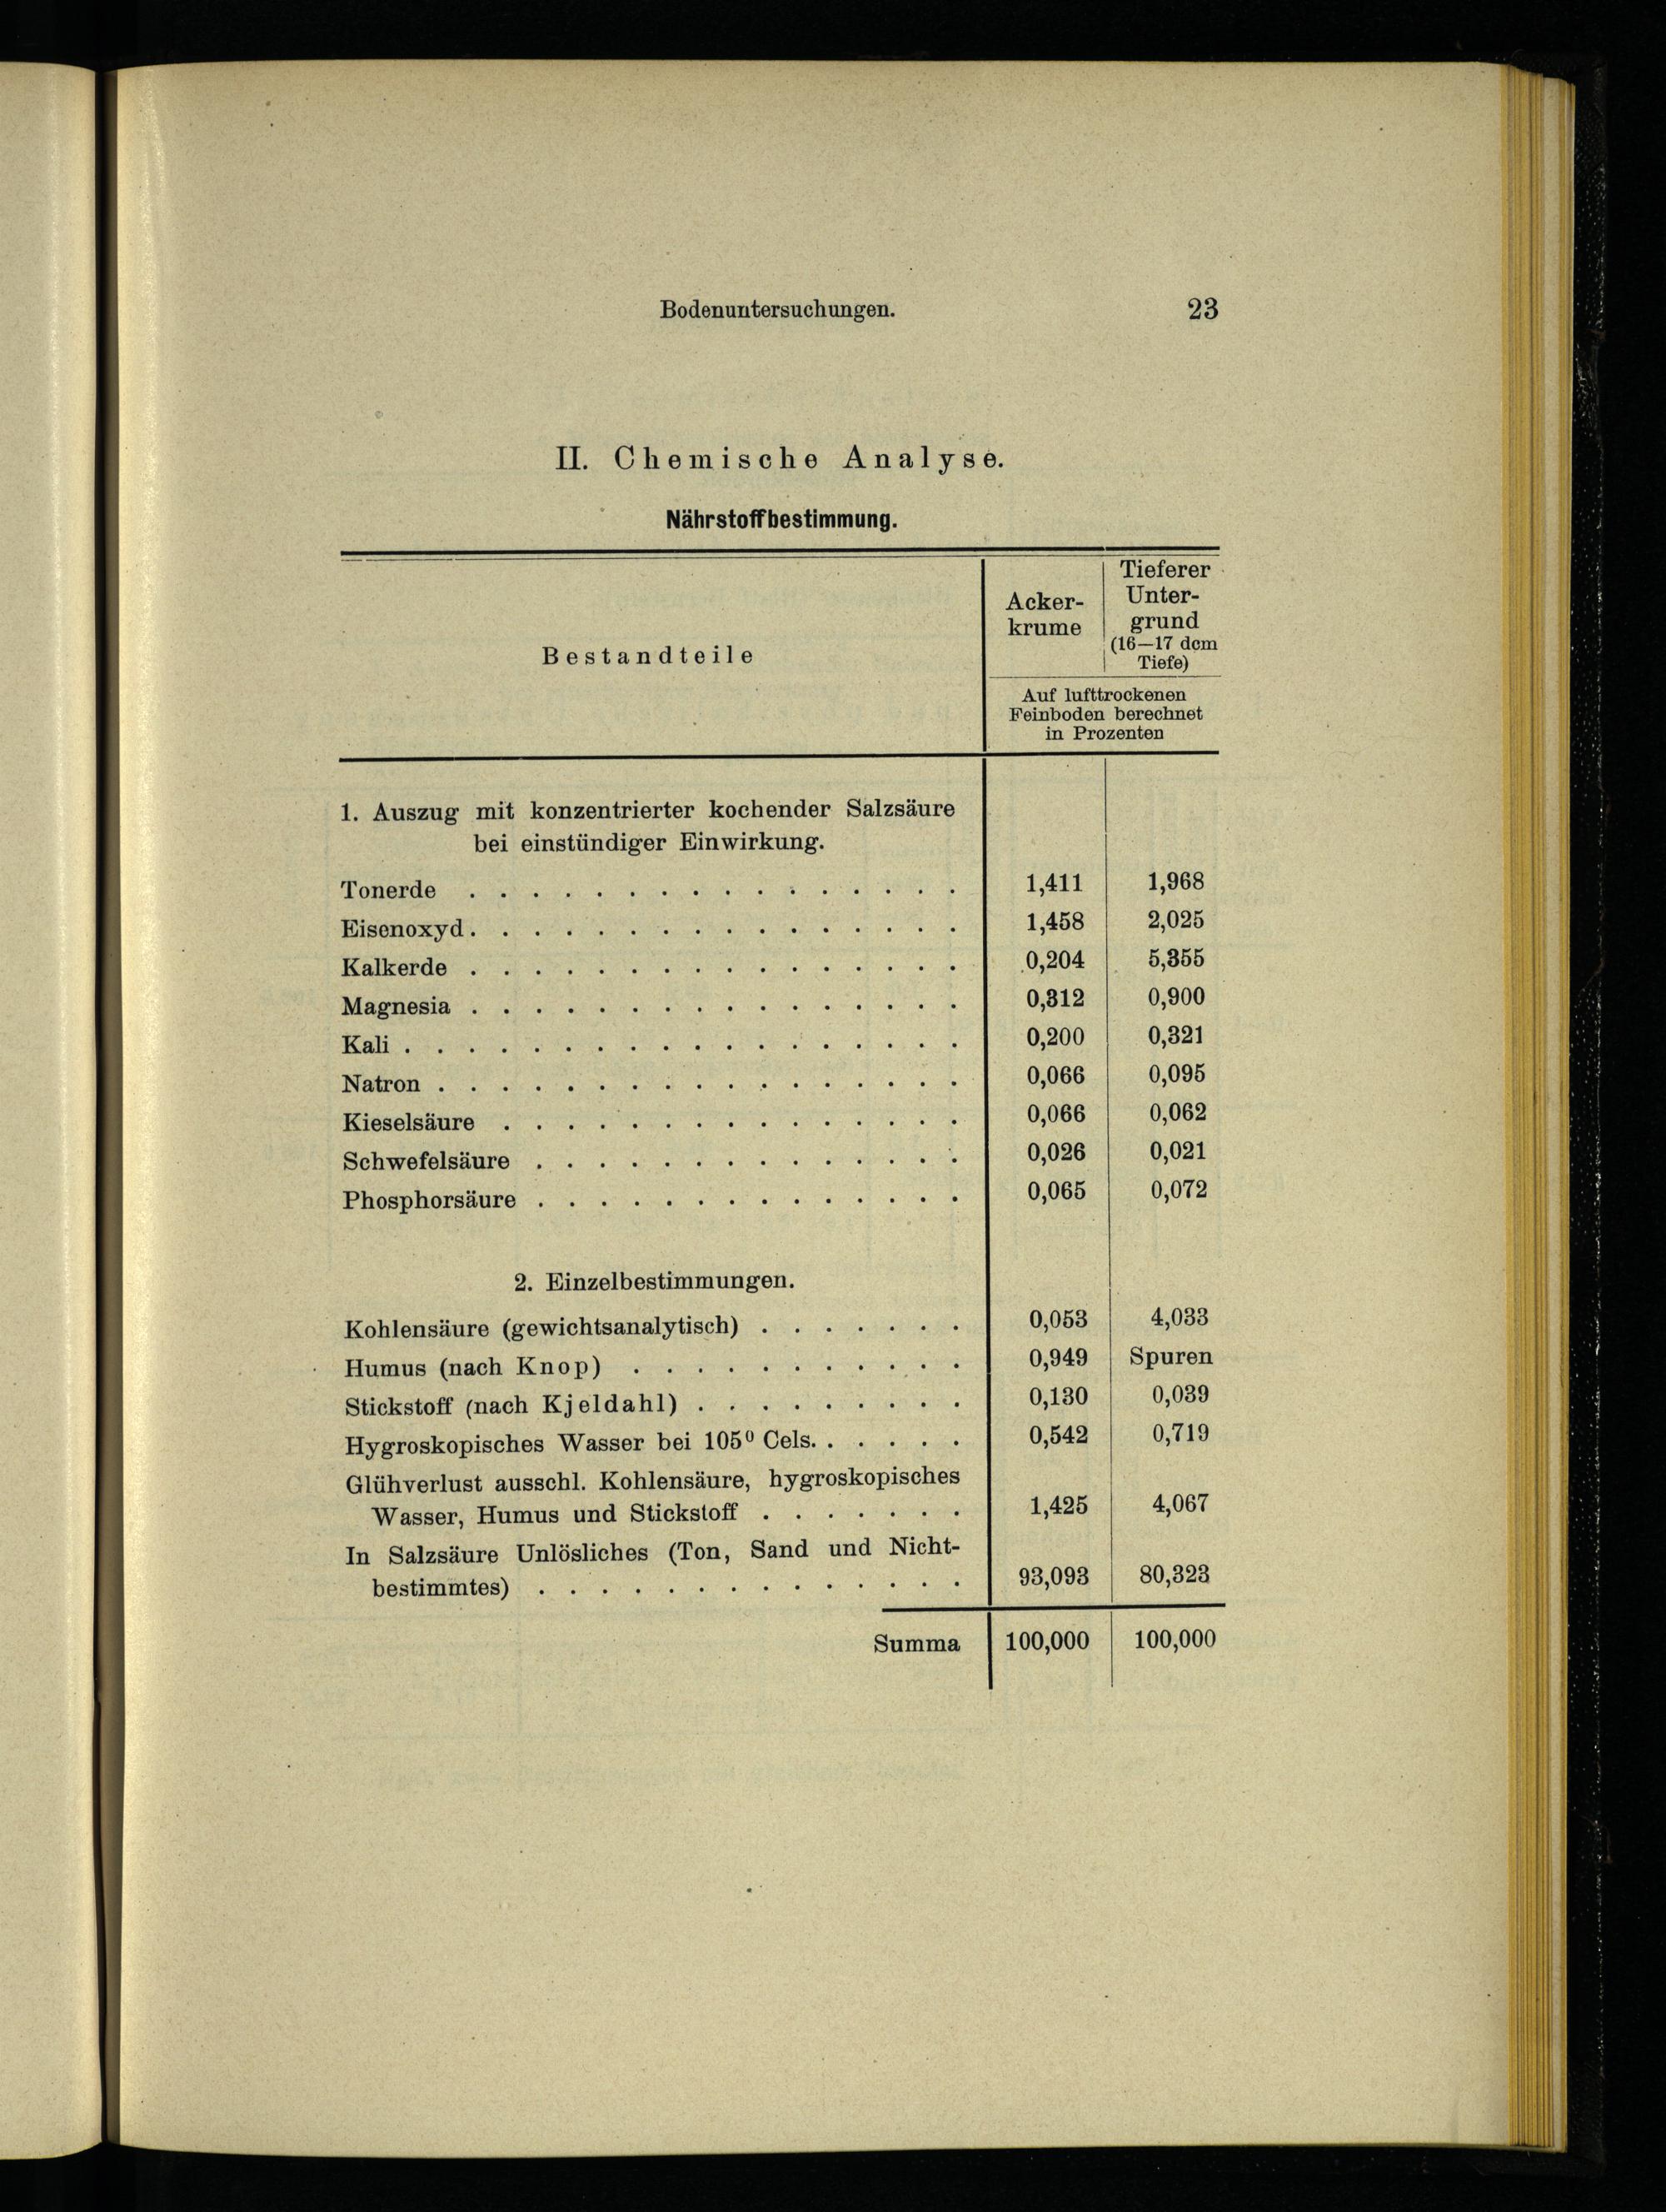 Bodenuntersuchungen. 23
II. Chemische Analyse.
Nährstoffbestimmung.
Bestandteile
Acker-
krume
Tieferer
Unter-
grund
(16—17 dcm
Tiefe)
Auf lufttrockenen
Feinboden berechnet
in Prozenten
1. Auszug mit konzentrierter kochender Salzsäure
bei einstündiger Einwirkung.
Tonerde . . . . . . . . . . . . . . . . 1,411 1,968
Eisenoxyd. . . . . . . . . . . . . . . . 1,458 2,025
Kalkerde . . . . . . . . . . . . . . . . 0,204 5,355
Magnesia . . . . . . . . . . . . . . . . 0,312 0,900
Kali . . . . . . . . . . . . . . . . . . 0,200 0,321
Natron . . . . . . . . . . . . . . . . . 0,066 0,095
Kieselsäure . . . . . . . . . . . . . . . 0,066 0,062
Schwefelsäure . . . . . . . . . . . . . . 0,026 0,021
Phosphorsäure . . . . . . . . . . . . . . 0,065 0,072
2. Einzelbestimmungen.
Kohlensäure (gewichtsanalytisch) . . . . . . . 0,053 4,033
Humus (nach Knop) . . . . . . . . . . . 0,949 Spuren
Stickstoff (nach Kjeldahl) . . . . . . . . . 0,130 0,039
Hygroskopisches Wasser bei 105⁰ Cels. . . . . . 0,542 0,719
Glühverlust ausschl. Kohlensäure, hygroskopisches
Wasser, Humus und Stickstoff . . . . . . . 1,425 4,067
In Salzsäure Unlösliches (Ton, Sand und Nicht-
bestimmtes) . . . . . . . . . . . . . . 93,093 80,323
Summa 100,000 100,000